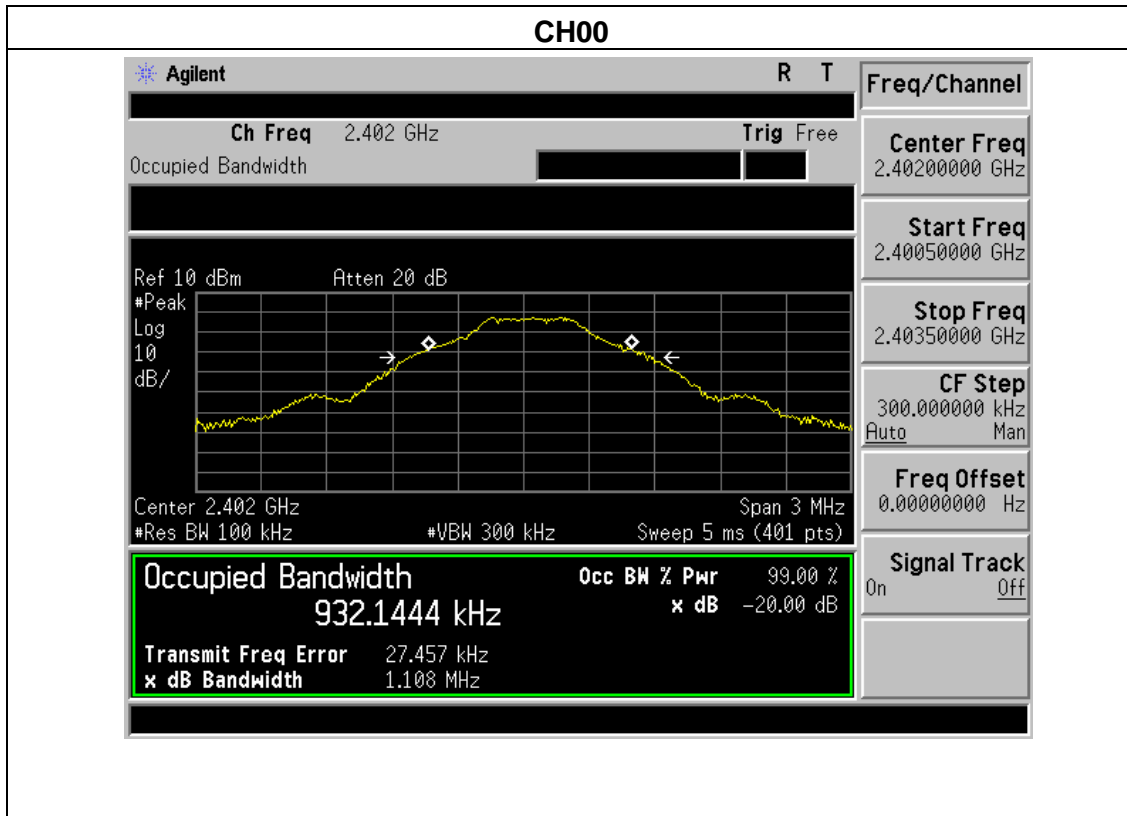 CH00
Agilent R T
Freq/Channel
Ch Freq 2.402 GHz Trig Free
Occupied Bandwidth
Center Freq
2.40200000 GHz
Start Freq
2.40050000 GHz
Stop Freq
2.40350000 GHz
CF Step
300.000000 kHz
Auto Man
Freq Offset
0.00000000 Hz
Signal Track
On Off
Ref 10 dBm Atten 20 dB
#Peak
Log
10
dB/
Center 2.402 GHz Span 3 MHz
#Res BW 100 kHz #VBW 300 kHz Sweep 5 ms (401 pts)
Occupied Bandwidth Occ BW % Pwr 99.00 %
932.1444 kHz x dB -20.00 dB
Transmit Freq Error 27.457 kHz
x dB Bandwidth 1.108 MHz